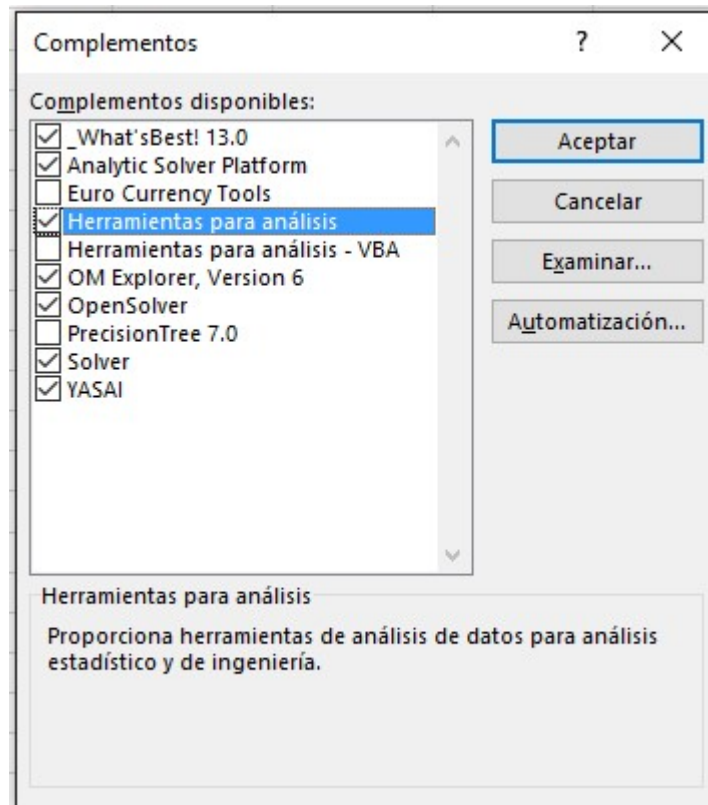 Complementos
?
Complementos disponibles:
_What'sBest! 13.0
Analytic Solver Platform
Euro Currency Tools
Herramientas para análisis
Herramientas para análisis - VBA
OM Explorer, Version 6
OpenSolver
PrecisionTree 7.0
Solver
YASAI
Aceptar
Cancelar
Examinar...
Automatización...
Herramientas para análisis
Proporciona herramientas de análisis de datos para análisis
estadístico y de ingeniería.